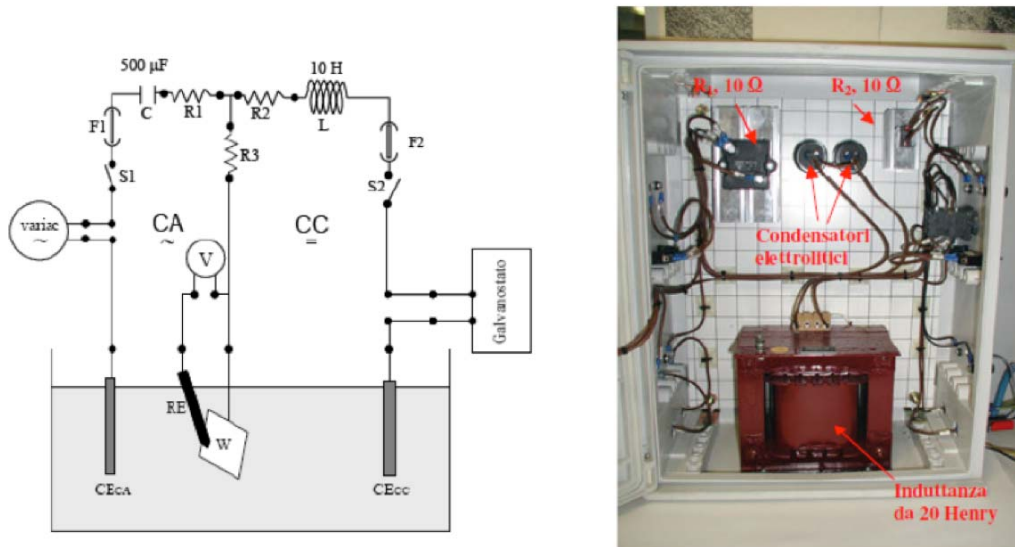 500 µF
10 H
C
R1
R2
L
F1
R3
F2
S1
S2
variac
~
CA
~
CC
=
V
Galvanostato
RE
W
CECA
CECC
R1, 10 Ω
R2, 10 Ω
Condensatori
elettrolitici
Induttanza
da 20 Henry